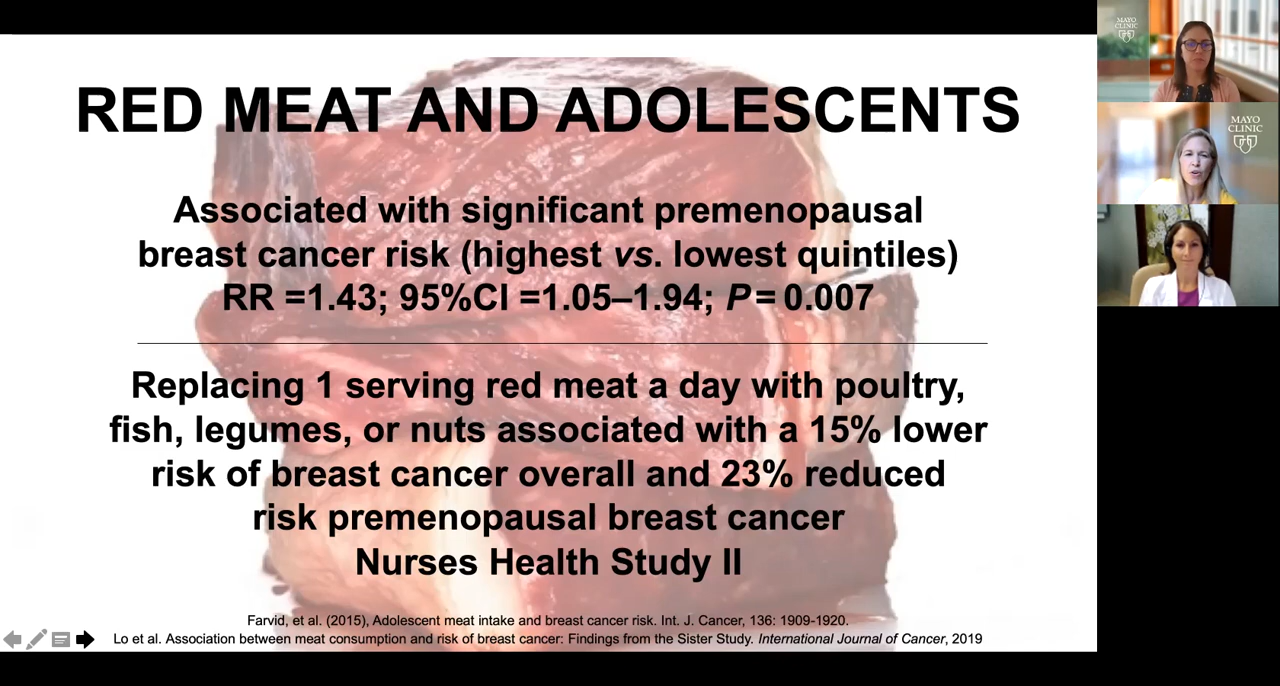 RED MEAT AND ADOLESCENTS
Associated with significant premenopausal
breast cancer risk (highest vs. lowest quintiles)
RR =1.43; 95%CI =1.05–1.94; P = 0.007
Replacing 1 serving red meat a day with poultry,
fish, legumes, or nuts associated with a 15% lower
risk of breast cancer overall and 23% reduced
risk premenopausal breast cancer
Nurses Health Study II
Farvid, et al. (2015), Adolescent meat intake and breast cancer risk. Int. J. Cancer, 136: 1909-1920.
Lo et al. Association between meat consumption and risk of breast cancer: Findings from the Sister Study. International Journal of Cancer, 2019
MAYO
CLINIC
MAYO
CLINIC